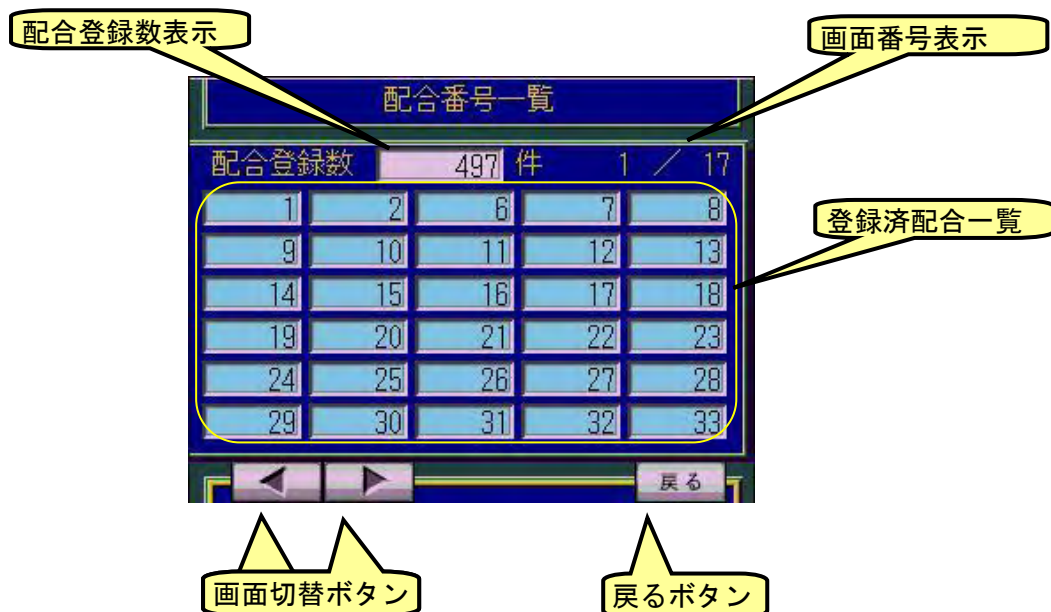 配合登録数表示
画面番号表示
配合番号一覧
配合登録数 497 件 1 / 17
1 2 6 7 8
登録済配合一覧
9 10 11 12 13
14 15 16 17 18
19 20 21 22 23
24 25 26 27 28
29 30 31 32 33
戻る
画面切替ボタン
戻るボタン